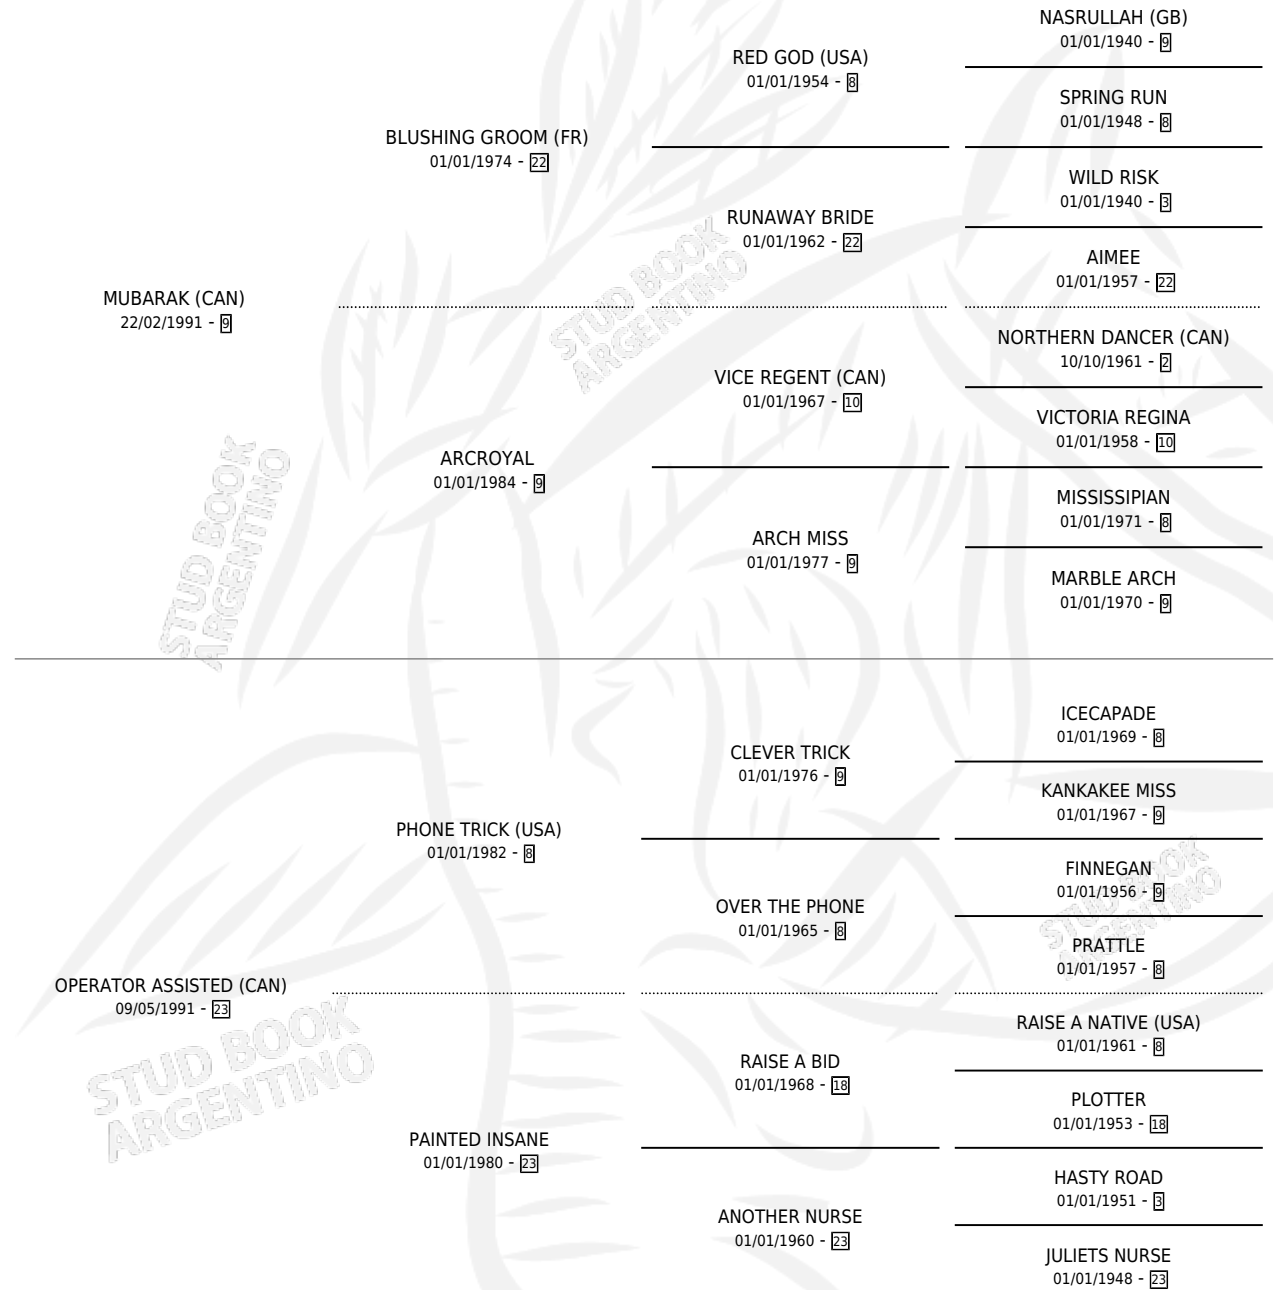 NASRULLAH (GB)
01/01/1940 - 9
RED GOD (USA)
01/01/1954 - 8
SPRING RUN
01/01/1948 - 8
BLUSHING GROOM (FR)
01/01/1974 - 22
WILD RISK
01/01/1940 - 3
RUNAWAY BRIDE
01/01/1962 - 22
AIMEE
01/01/1957 - 22
MUBARAK (CAN)
22/02/1991 - 9
STUD BOOK
ARGENTINO
NORTHERN DANCER (CAN)
10/10/1961 - 2
VICE REGENT (CAN)
01/01/1967 - 10
VICTORIA REGINA
01/01/1958 - 10
ARCROYAL
01/01/1984 - 9
MISSISSIPIAN
01/01/1971 - 8
ARCH MISS
01/01/1977 - 9
MARBLE ARCH
01/01/1970 - 9
STUD BOOK
ARGENTINO
ICECAPADE
01/01/1969 - 8
CLEVER TRICK
01/01/1976 - 9
KANKAKEE MISS
01/01/1967 - 9
PHONE TRICK (USA)
01/01/1982 - 8
FINNEGAN
01/01/1956 - 9
OVER THE PHONE
01/01/1965 - 8
STUD BOOK
ARGENTINO
PRATTLE
01/01/1957 - 8
OPERATOR ASSISTED (CAN)
09/05/1991 - 23
RAISE A NATIVE (USA)
01/01/1961 - 8
STUD BOOK
ARGENTINO
RAISE A BID
01/01/1968 - 18
PLOTTER
01/01/1953 - 18
PAINTED INSANE
01/01/1980 - 23
HASTY ROAD
01/01/1951 - 3
ANOTHER NURSE
01/01/1960 - 23
JULIETS NURSE
01/01/1948 - 23